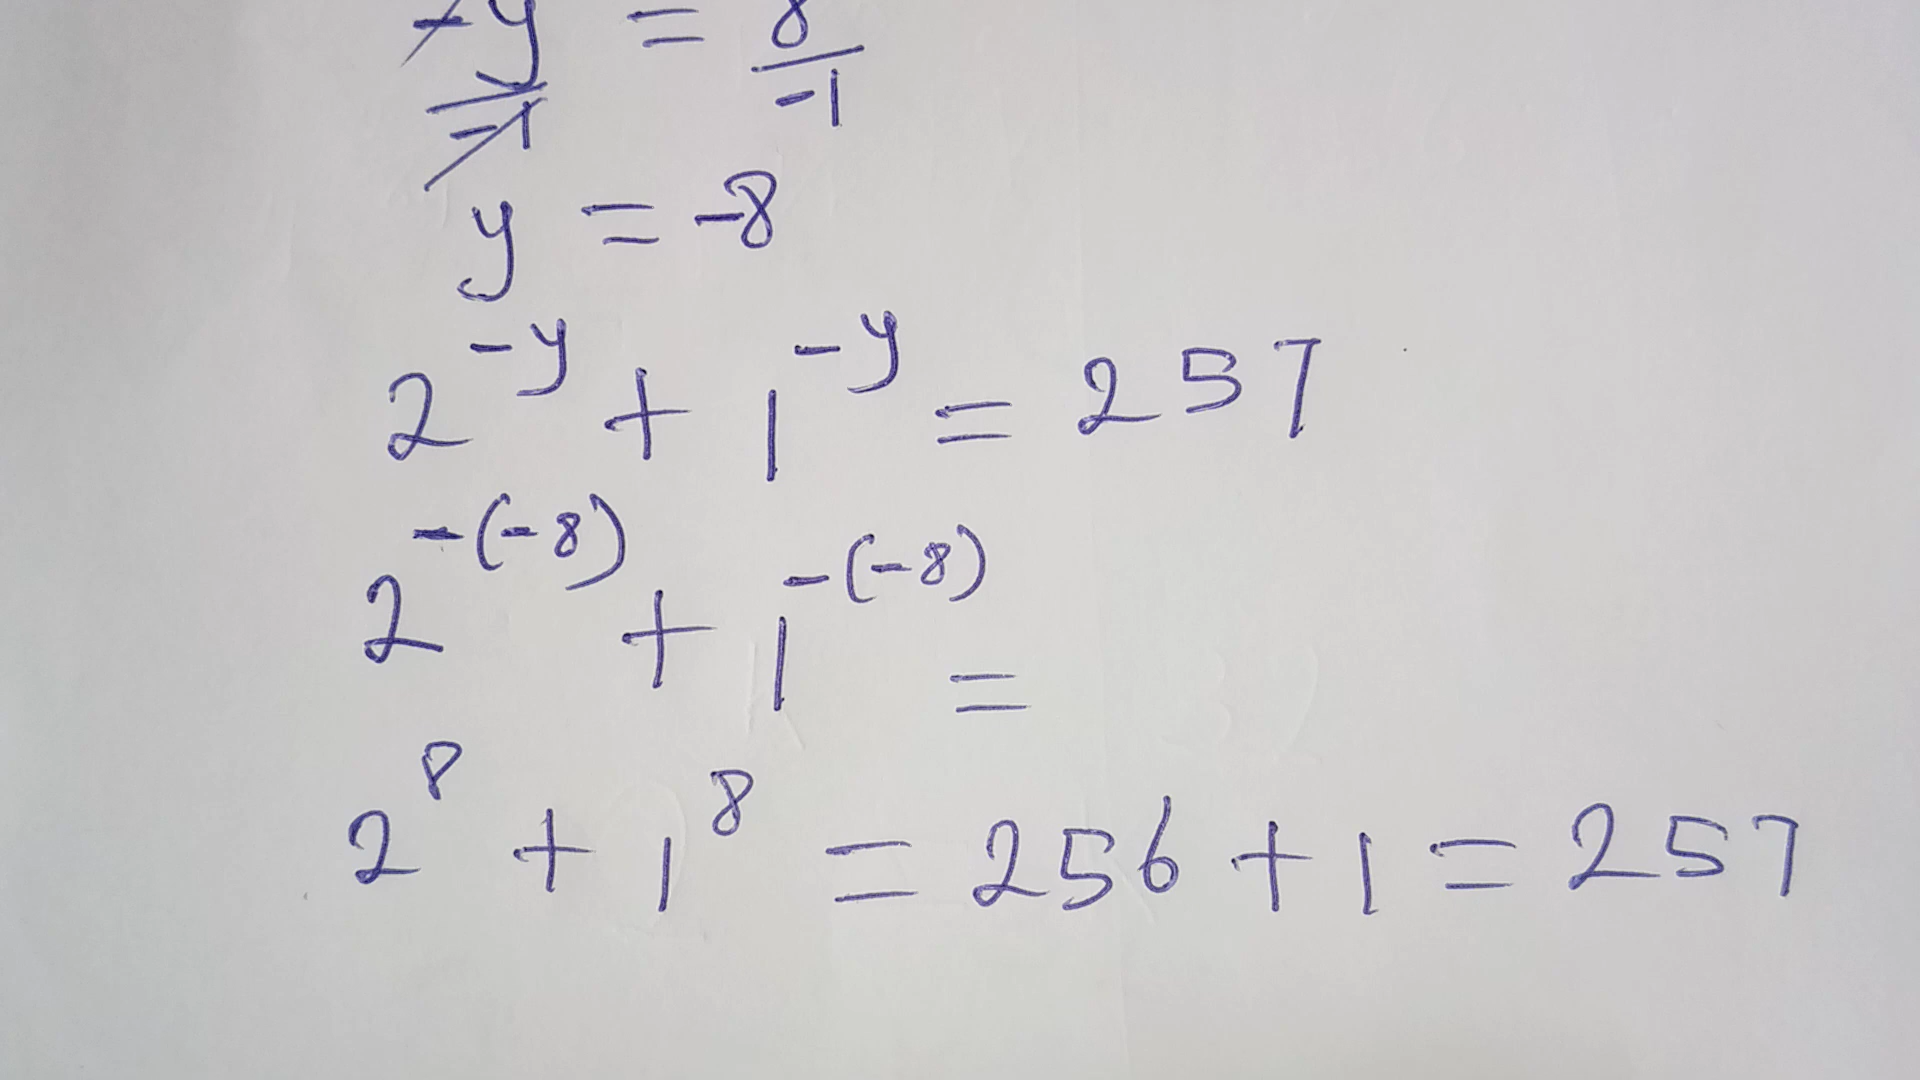 -y/-1 = 8/-1
y = -8
2^-y + 1^-y = 257
2^-(-8) + 1^-(-8) =
2^8 + 1^8 = 256 + 1 = 257